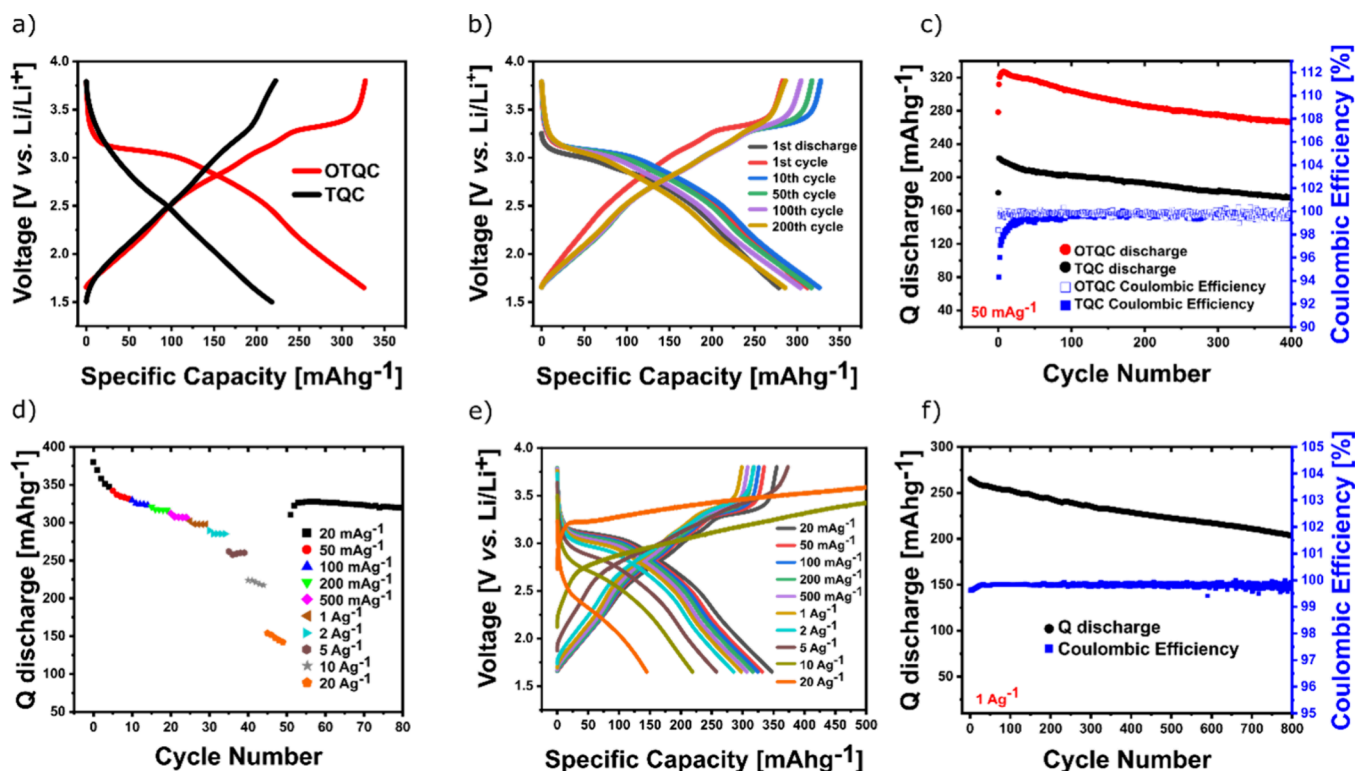 a)
4.0
3.5
3.0
2.5
2.0
1.5
Voltage [V vs. Li/Li+]
OTQC
TQC
0 50 100 150 200 250 300 350
Specific Capacity [mAhg-1]
b)
4.0
3.5
3.0
2.5
2.0
1.5
Voltage [V vs. Li/Li+]
1st discharge
1st cycle
10th cycle
50th cycle
100th cycle
200th cycle
0 50 100 150 200 250 300 350
Specific Capacity [mAhg-1]
c)
320
280
240
200
160
120
80
40
Q discharge [mAhg-1]
OTQC discharge
TQC discharge
OTQC Coulombic Efficiency
TQC Coulombic Efficiency
50 mAg-1
112
110
108
106
104
102
100
98
96
94
92
90
Coulombic Efficiency [%]
0 100 200 300 400
Cycle Number
d)
400
350
300
250
200
150
100
50
Q discharge [mAhg-1]
20 mAg-1
50 mAg-1
100 mAg-1
200 mAg-1
500 mAg-1
1 Ag-1
2 Ag-1
5 Ag-1
10 Ag-1
20 Ag-1
0 10 20 30 40 50 60 70 80
Cycle Number
e)
4.0
3.5
3.0
2.5
2.0
1.5
Voltage [V vs. Li/Li+]
20 mAg-1
50 mAg-1
100 mAg-1
200 mAg-1
500 mAg-1
1 Ag-1
2 Ag-1
5 Ag-1
10 Ag-1
20 Ag-1
0 50 100 150 200 250 300 350 400 450 500
Specific Capacity [mAhg-1]
f)
300
250
200
150
100
50
Q discharge [mAhg-1]
Q discharge
Coulombic Efficiency
1 Ag-1
105
104
103
102
101
100
99
98
97
96
95
Coulombic Efficiency [%]
0 100 200 300 400 500 600 700 800
Cycle Number